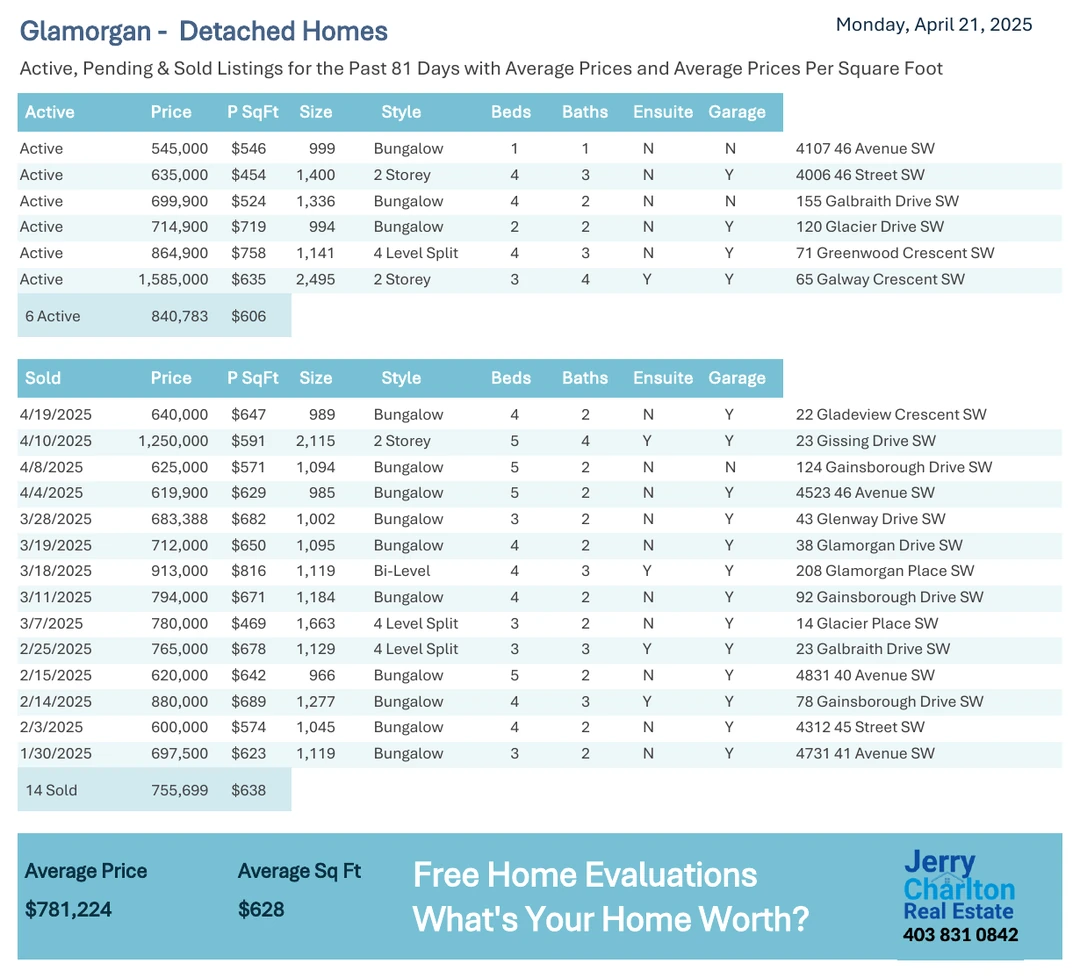 Glamorgan - Detached Homes
Monday, April 21, 2025
Active, Pending & Sold Listings for the Past 81 Days with Average Prices and Average Prices Per Square Foot
Active Price P SqFt Size Style Beds Baths Ensuite Garage
Active 545,000 $546 999 Bungalow 1 1 N N 4107 46 Avenue SW
Active 635,000 $454 1,400 2 Storey 4 3 N Y 4006 46 Street SW
Active 699,900 $524 1,336 Bungalow 4 2 N N 155 Galbraith Drive SW
Active 714,900 $719 994 Bungalow 2 2 N Y 120 Glacier Drive SW
Active 864,900 $758 1,141 4 Level Split 4 3 N Y 71 Greenwood Crescent SW
Active 1,585,000 $635 2,495 2 Storey 3 4 Y Y 65 Galway Crescent SW
6 Active 840,783 $606
Sold Price P SqFt Size Style Beds Baths Ensuite Garage
4/19/2025 640,000 $647 989 Bungalow 4 2 N Y 22 Gladeview Crescent SW
4/10/2025 1,250,000 $591 2,115 2 Storey 5 4 Y Y 23 Gissing Drive SW
4/8/2025 625,000 $571 1,094 Bungalow 5 2 N N 124 Gainsborough Drive SW
4/4/2025 619,900 $629 985 Bungalow 5 2 N Y 4523 46 Avenue SW
3/28/2025 683,388 $682 1,002 Bungalow 3 2 N Y 43 Glenway Drive SW
3/19/2025 712,000 $650 1,095 Bungalow 4 2 N Y 38 Glamorgan Drive SW
3/18/2025 913,000 $816 1,119 Bi-Level 4 3 Y Y 208 Glamorgan Place SW
3/11/2025 794,000 $671 1,184 Bungalow 4 2 N Y 92 Gainsborough Drive SW
3/7/2025 780,000 $469 1,663 4 Level Split 3 2 N Y 14 Glacier Place SW
2/25/2025 765,000 $678 1,129 4 Level Split 3 3 Y Y 23 Galbraith Drive SW
2/15/2025 620,000 $642 966 Bungalow 5 2 N Y 4831 40 Avenue SW
2/14/2025 880,000 $689 1,277 Bungalow 4 3 Y Y 78 Gainsborough Drive SW
2/3/2025 600,000 $574 1,045 Bungalow 4 2 N Y 4312 45 Street SW
1/30/2025 697,500 $623 1,119 Bungalow 3 2 N Y 4731 41 Avenue SW
14 Sold 755,699 $638
Average Price Average Sq Ft
$781,224 $628
Free Home Evaluations
What's Your Home Worth?
Jerry
Charlton
Real Estate
403 831 0842